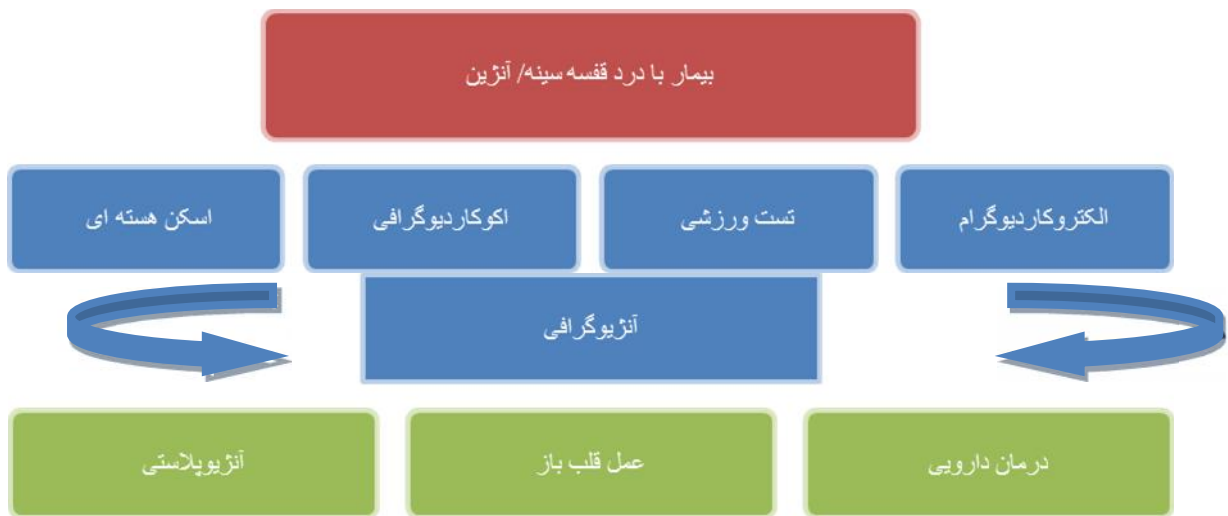 بیمار با درد قفسه سینه/ آنژین
الکتروکاردیوگرام
تست ورزشی
اکوکاردیوگرافی
اسکن هسته ای
آنژیوگرافی
درمان دارویی
عمل قلب باز
آنژیوپلاستی